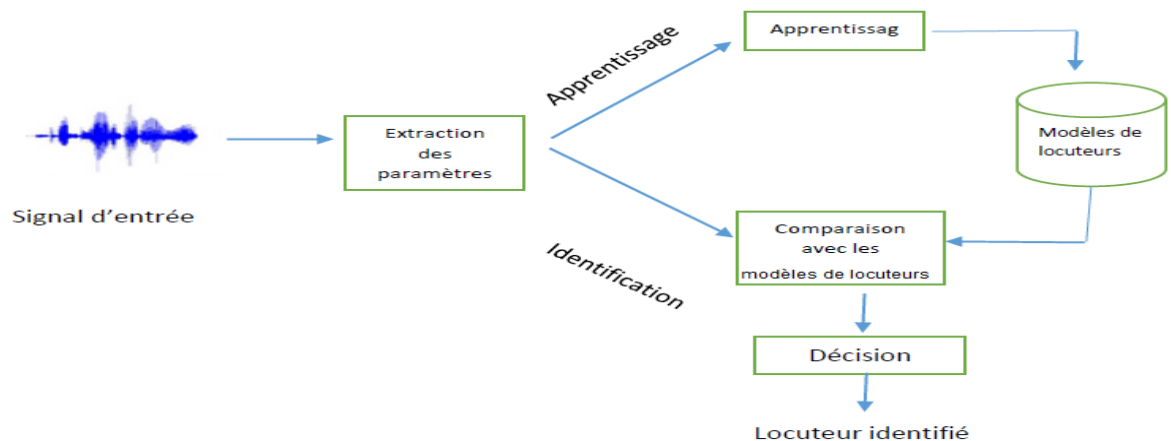 Signal d'entrée
Extraction
des
paramètres
Apprentissage
Apprentissag
Modèles de
locuteurs
Identification
Comparaison
avec les
modèles de locuteurs
Décision
Locuteur identifié